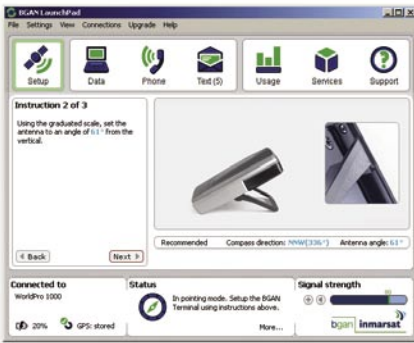 BGAN LaunchPad
File Settings View Connections Upgrade Help
Setup Data Phone Text (5) Usage Services Support
Instruction 2 of 3
Using the graduated scale, set the
antenna to an angle of 61° from the
vertical.
Back Next
Recommended Compass direction: NNW(336°) Antenna angle: 61°
Connected to
WorldPro 1000
20% GPS: stored
Status
In pointing mode. Setup the BGAN
Terminal using instructions above.
More...
Signal strength
bgan inmarsat